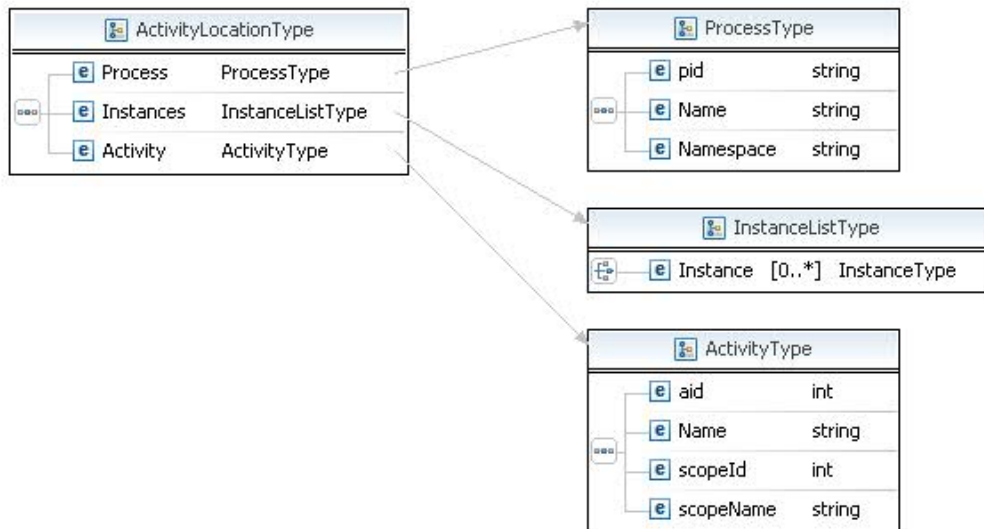 ActivityLocationType
e Process ProcessType
e Instances InstanceListType
e Activity ActivityType
ProcessType
e pid string
e Name string
e Namespace string
InstanceListType
e Instance [0..*] InstanceType
ActivityType
e aid int
e Name string
e scopeId int
e scopeName string